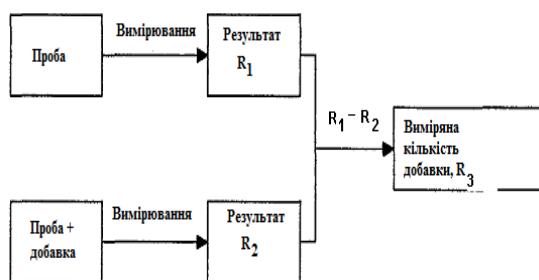 Проба
Вимірювання
Результат
R1
R1 – R2
Виміряна
кількість
добавки, R3
Проба +
добавка
Вимірювання
Результат
R2